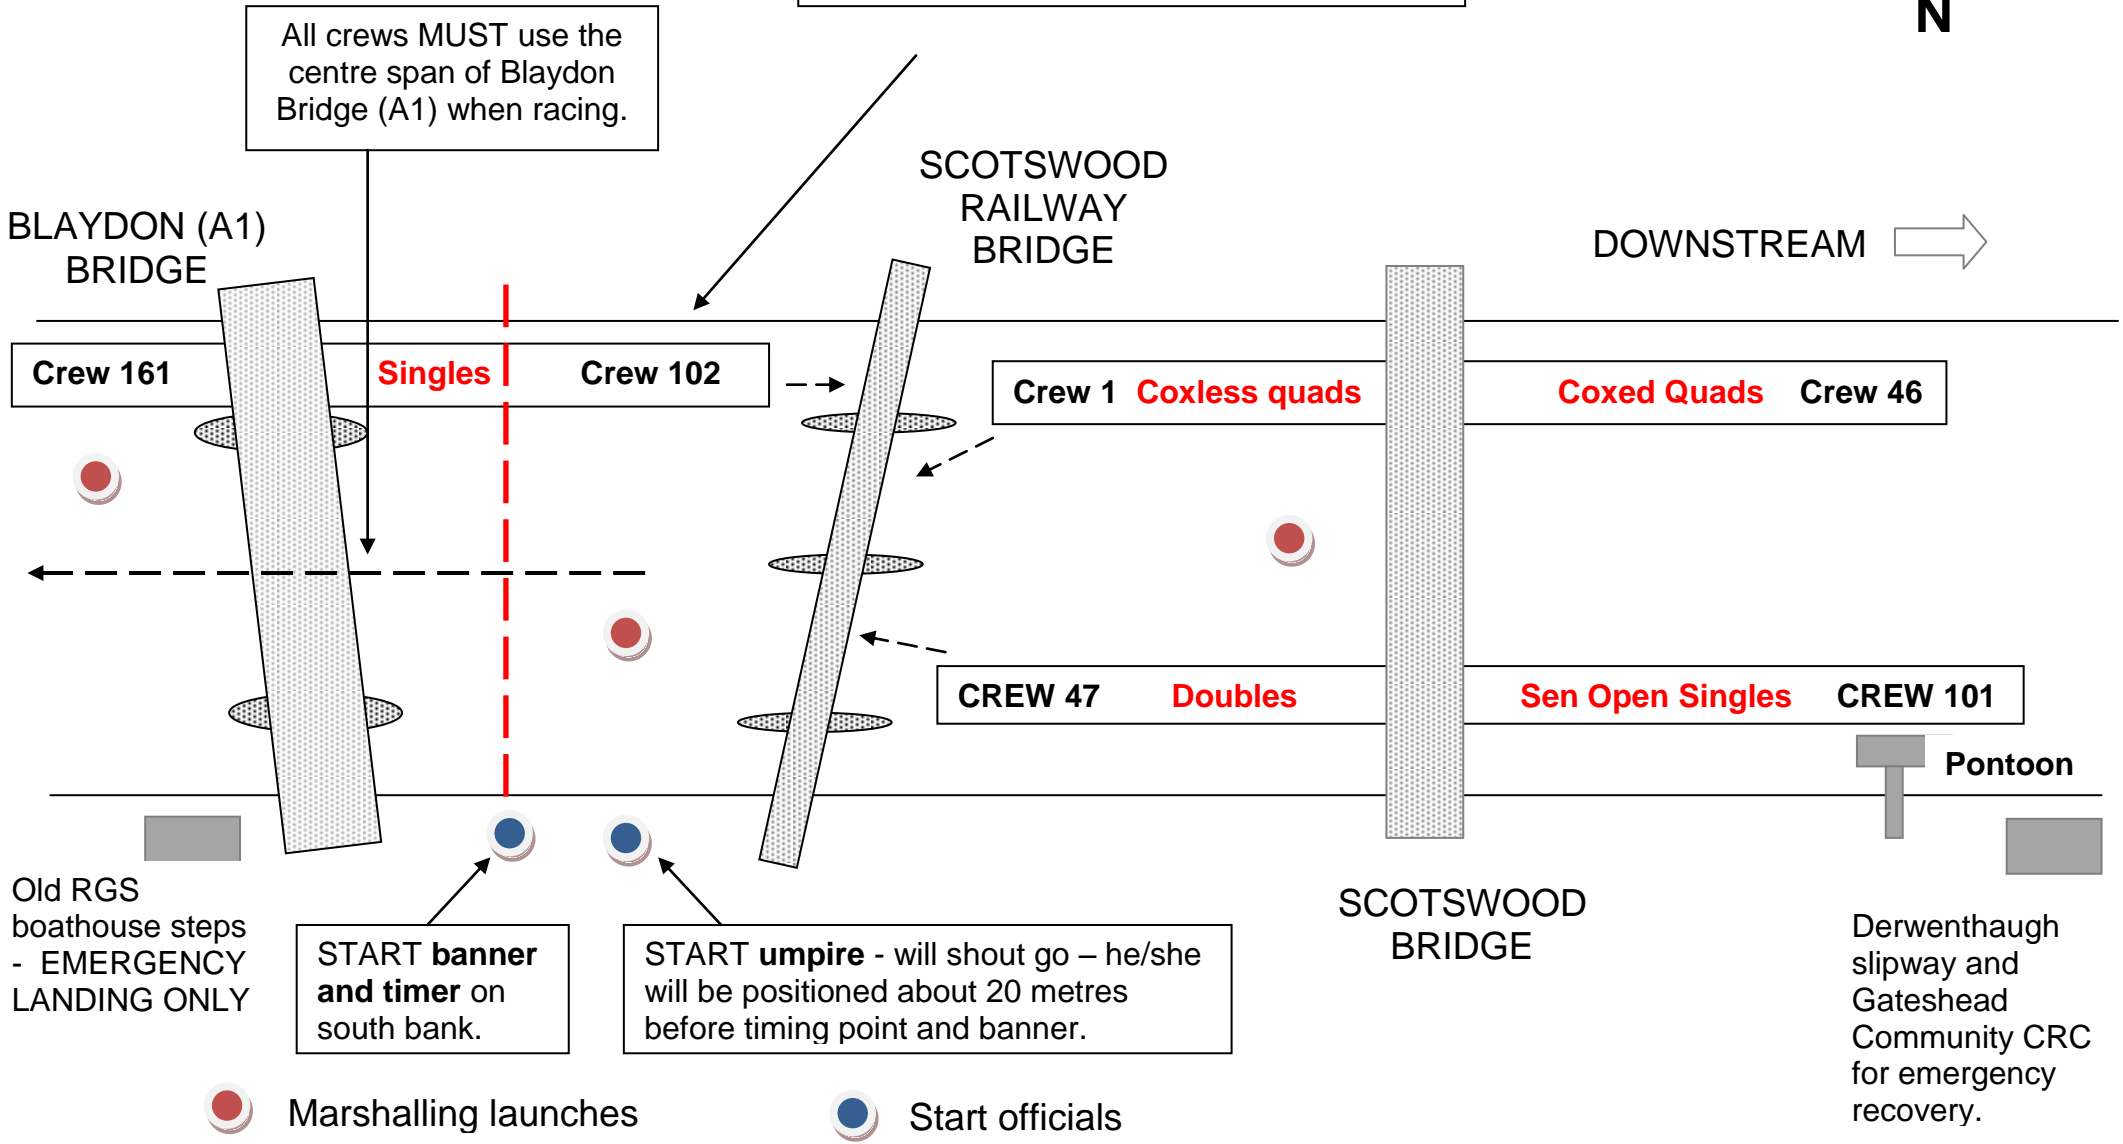 N
All crews MUST use the
centre span of Blaydon
Bridge (A1) when racing.
SCOTSWOOD
RAILWAY
BRIDGE
BLAYDON (A1)
BRIDGE
DOWNSTREAM
Crew 161 Singles Crew 102
Crew 1 Coxless quads Coxed Quads Crew 46
CREW 47 Doubles Sen Open Singles CREW 101
Pontoon
Old RGS
boathouse steps
- EMERGENCY
LANDING ONLY
START banner
and timer on
south bank.
START umpire - will shout go – he/she
will be positioned about 20 metres
before timing point and banner.
SCOTSWOOD
BRIDGE
Derwenthaugh
slipway and
Gateshead
Community CRC
for emergency
recovery.
Marshalling launches
Start officials